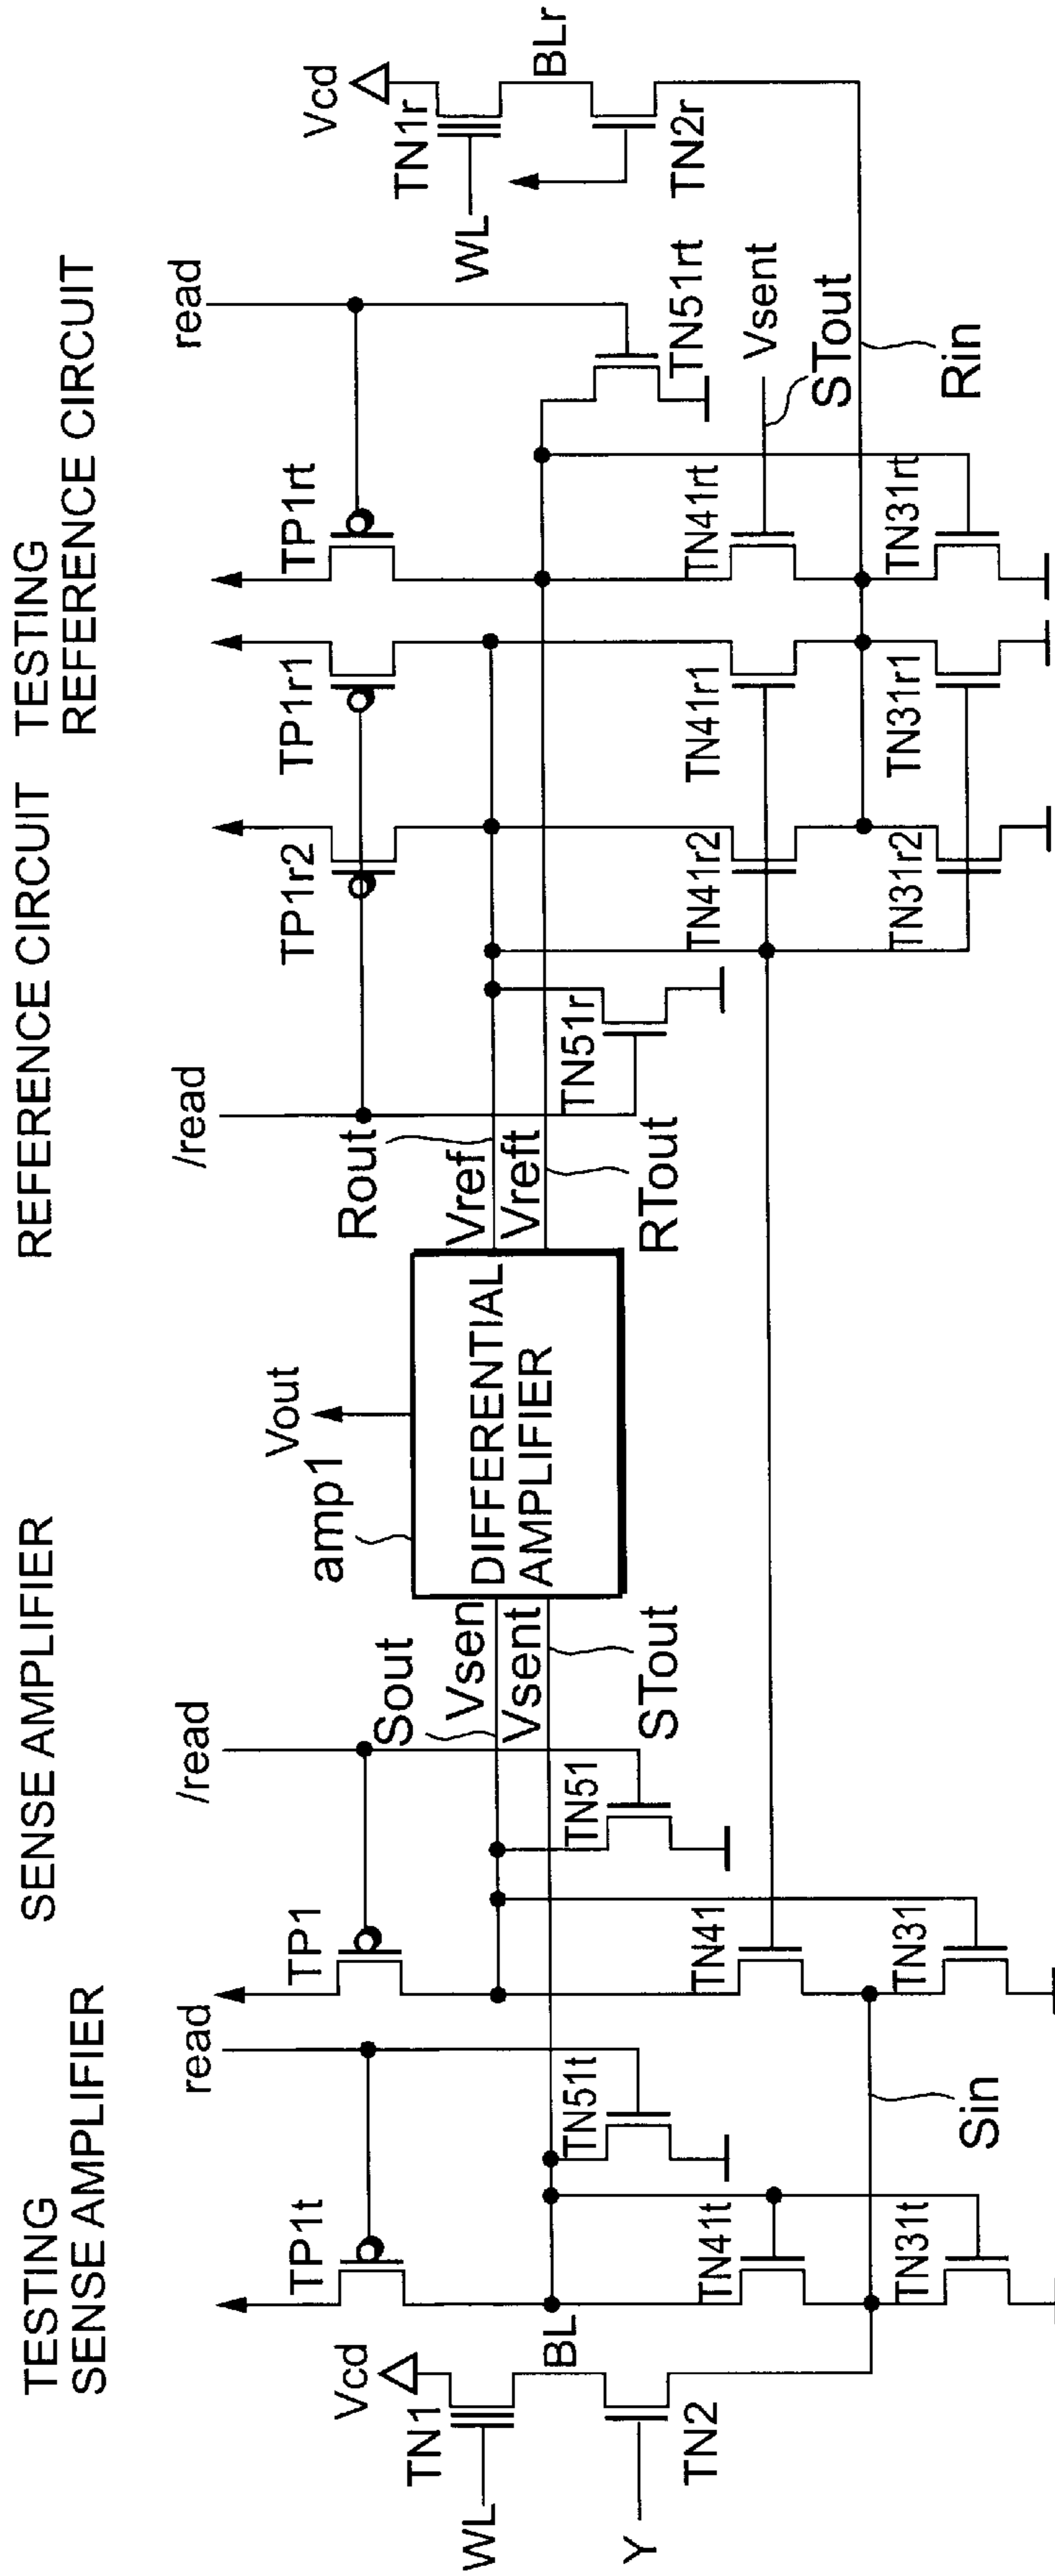 TESTING
SENSE AMPLIFIER
SENSE AMPLIFIER
REFERENCE CIRCUIT
TESTING
REFERENCE CIRCUIT
read
/read
/read
read
Vcd
TP1t
TP1
Vout
TP1r2
TP1r1
TP1rt
Vcd
TN1
WL
BL
TN51t
Sout
Vsen
Vsent
TN51
STout
amp1
DIFFERENTIAL
AMPLIFIER
Rout
Vref
Vreft
RTout
TN51r
TN51rt
WL
TN1r
BLr
Y
TN2
TN41t
TN41
TN41r2
TN41r1
TN41rt
Vsent
STout
TN2r
TN31t
Sin
TN31
TN31r2
TN31r1
TN31rt
Rin